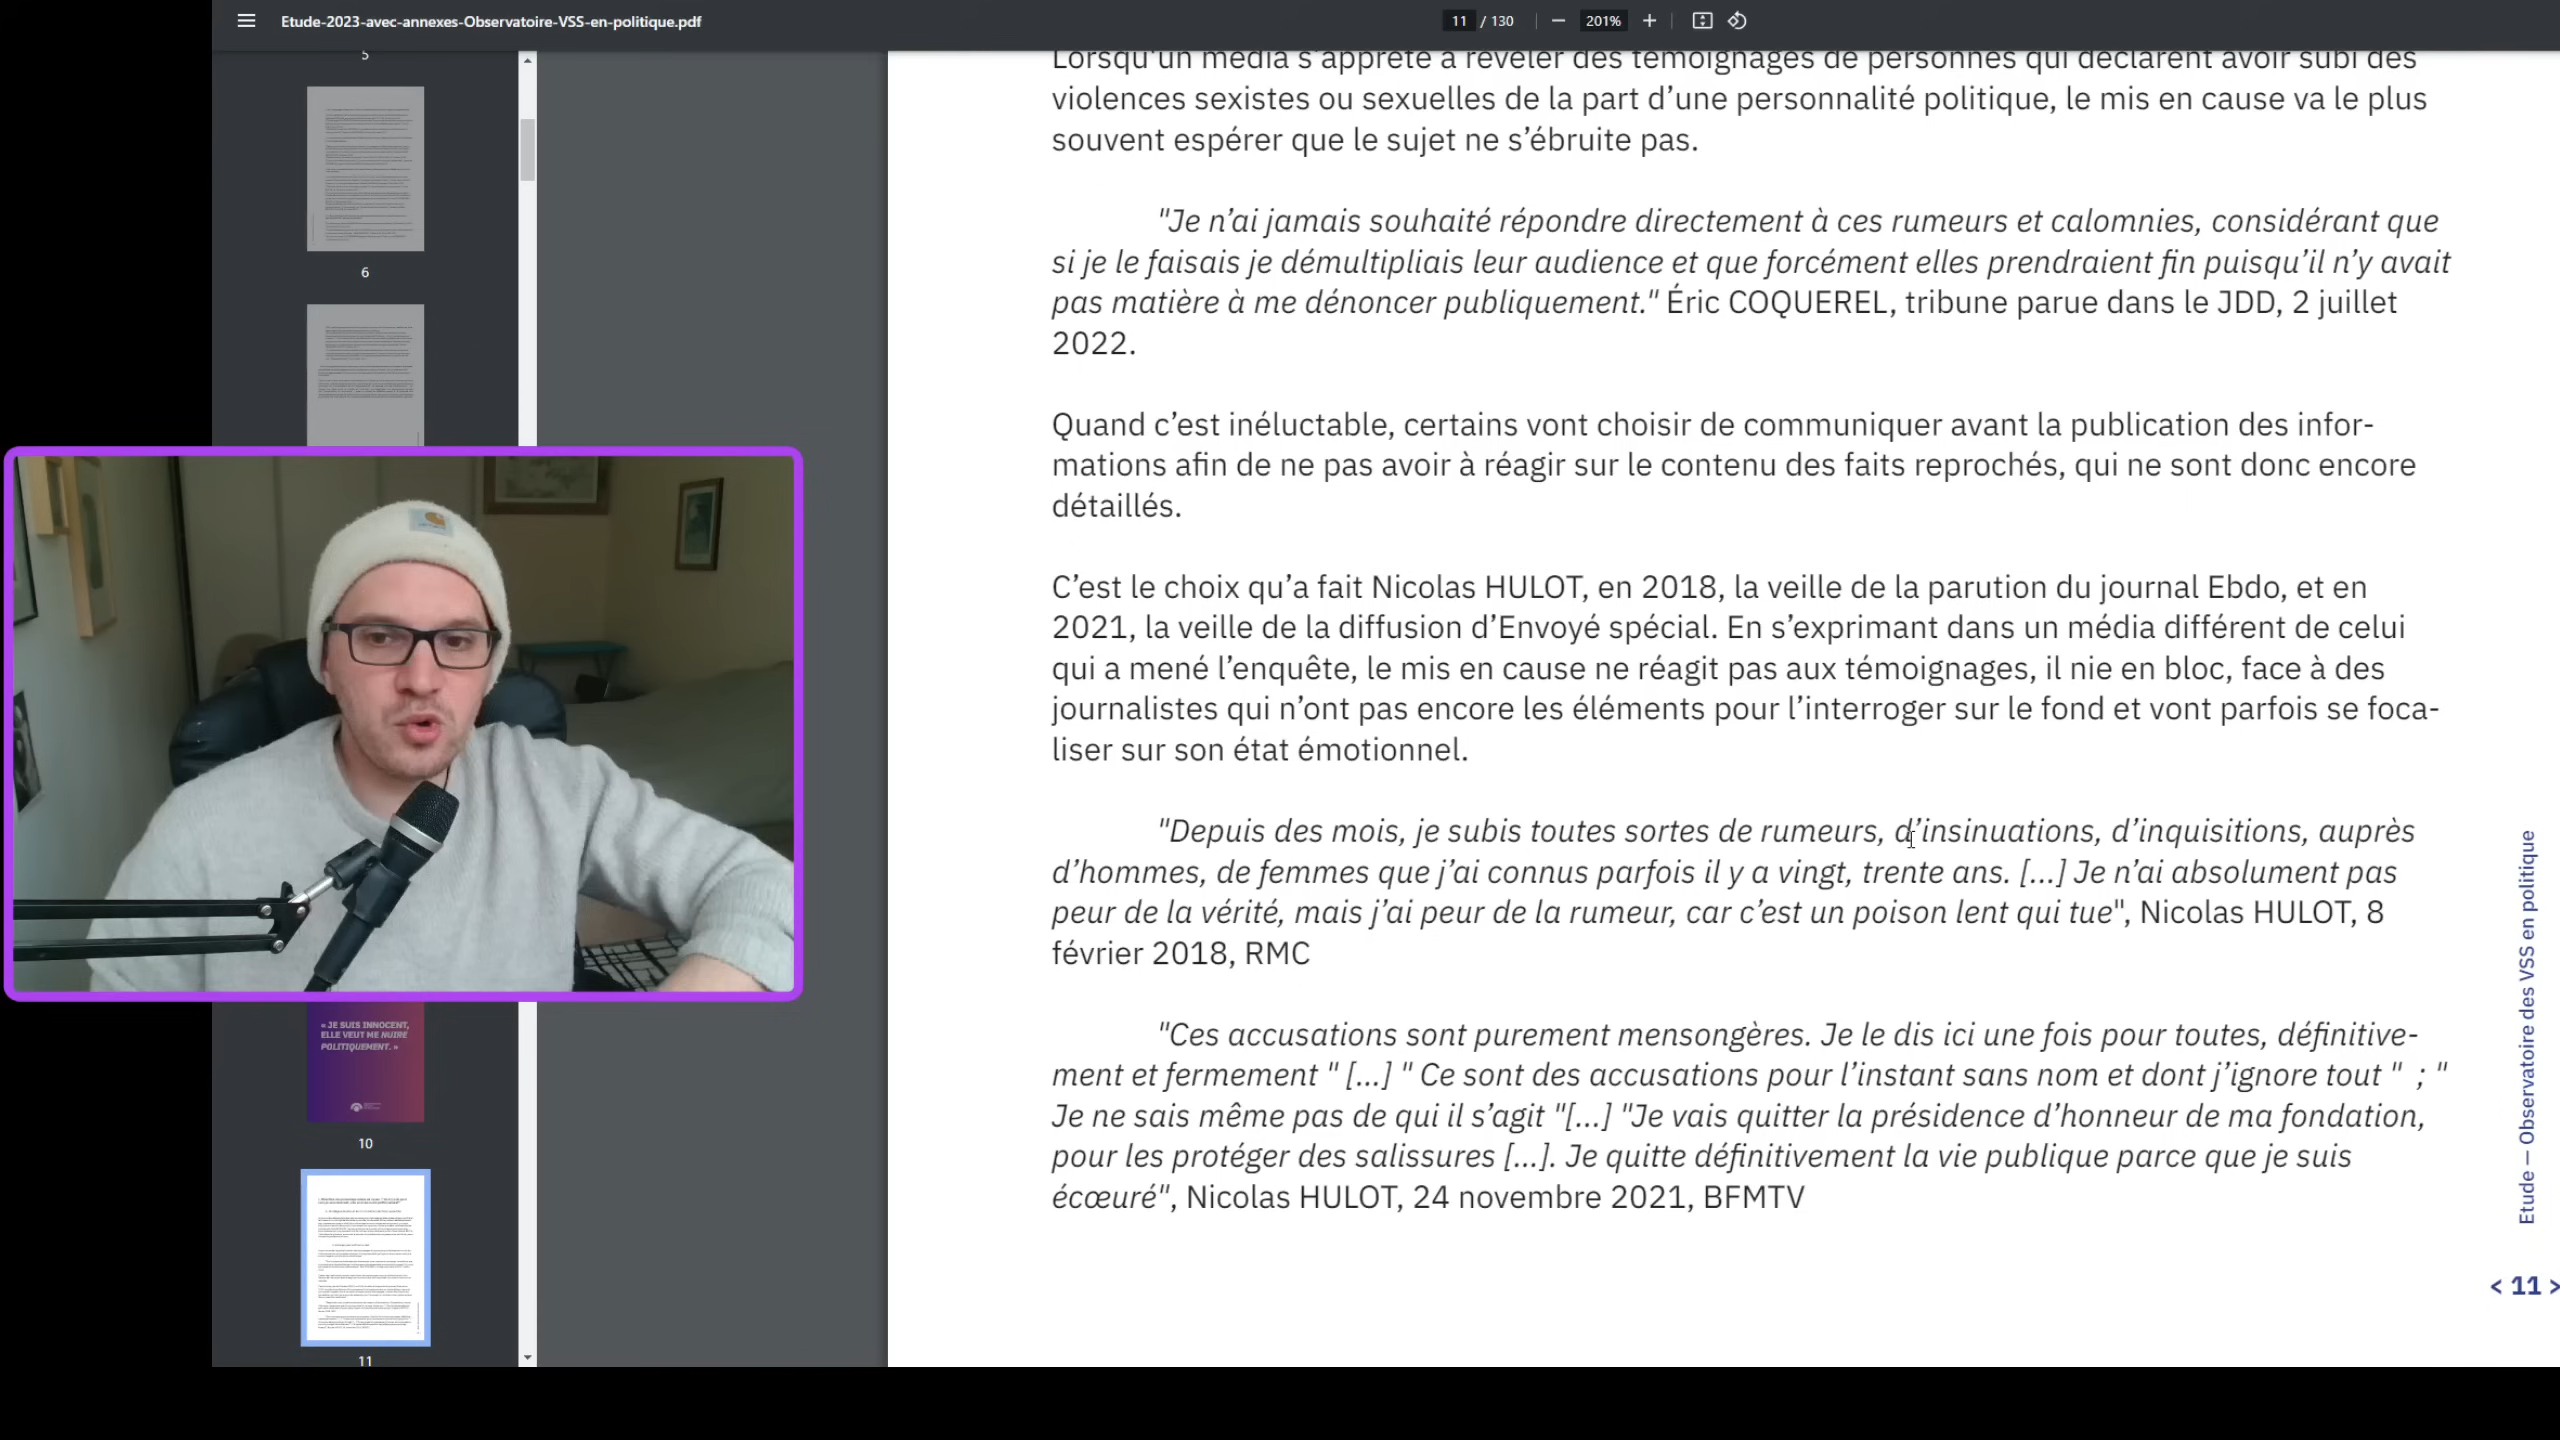 Etude-2023-avec-annexes-Observatoire-VSS-en-politique.pdf
11 / 130
201%
5
6
« JE SUIS INNOCENT,
ELLE VEUT ME NUIRE
POLITIQUEMENT. »
10
11
Lorsqu’un média s’apprête à révéler des témoignages de personnes qui déclarent avoir subi des
violences sexistes ou sexuelles de la part d’une personnalité politique, le mis en cause va le plus
souvent espérer que le sujet ne s’ébruite pas.
"Je n’ai jamais souhaité répondre directement à ces rumeurs et calomnies, considérant que
si je le faisais je démultipliais leur audience et que forcément elles prendraient fin puisqu’il n’y avait
pas matière à me dénoncer publiquement." Éric COQUEREL, tribune parue dans le JDD, 2 juillet
2022.
Quand c’est inéluctable, certains vont choisir de communiquer avant la publication des infor-
mations afin de ne pas avoir à réagir sur le contenu des faits reprochés, qui ne sont donc encore
détaillés.
C’est le choix qu’a fait Nicolas HULOT, en 2018, la veille de la parution du journal Ebdo, et en
2021, la veille de la diffusion d’Envoyé spécial. En s’exprimant dans un média différent de celui
qui a mené l’enquête, le mis en cause ne réagit pas aux témoignages, il nie en bloc, face à des
journalistes qui n’ont pas encore les éléments pour l’interroger sur le fond et vont parfois se foca-
liser sur son état émotionnel.
"Depuis des mois, je subis toutes sortes de rumeurs, d’insinuations, d’inquisitions, auprès
d’hommes, de femmes que j’ai connus parfois il y a vingt, trente ans. [...] Je n’ai absolument pas
peur de la vérité, mais j’ai peur de la rumeur, car c’est un poison lent qui tue", Nicolas HULOT, 8
février 2018, RMC
"Ces accusations sont purement mensongères. Je le dis ici une fois pour toutes, définitive-
ment et fermement " [...] " Ce sont des accusations pour l’instant sans nom et dont j’ignore tout " ; "
Je ne sais même pas de qui il s’agit "[...] "Je vais quitter la présidence d’honneur de ma fondation,
pour les protéger des salissures [...]. Je quitte définitivement la vie publique parce que je suis
écœuré", Nicolas HULOT, 24 novembre 2021, BFMTV
Etude – Observatoire des VSS en politique
< 11 >